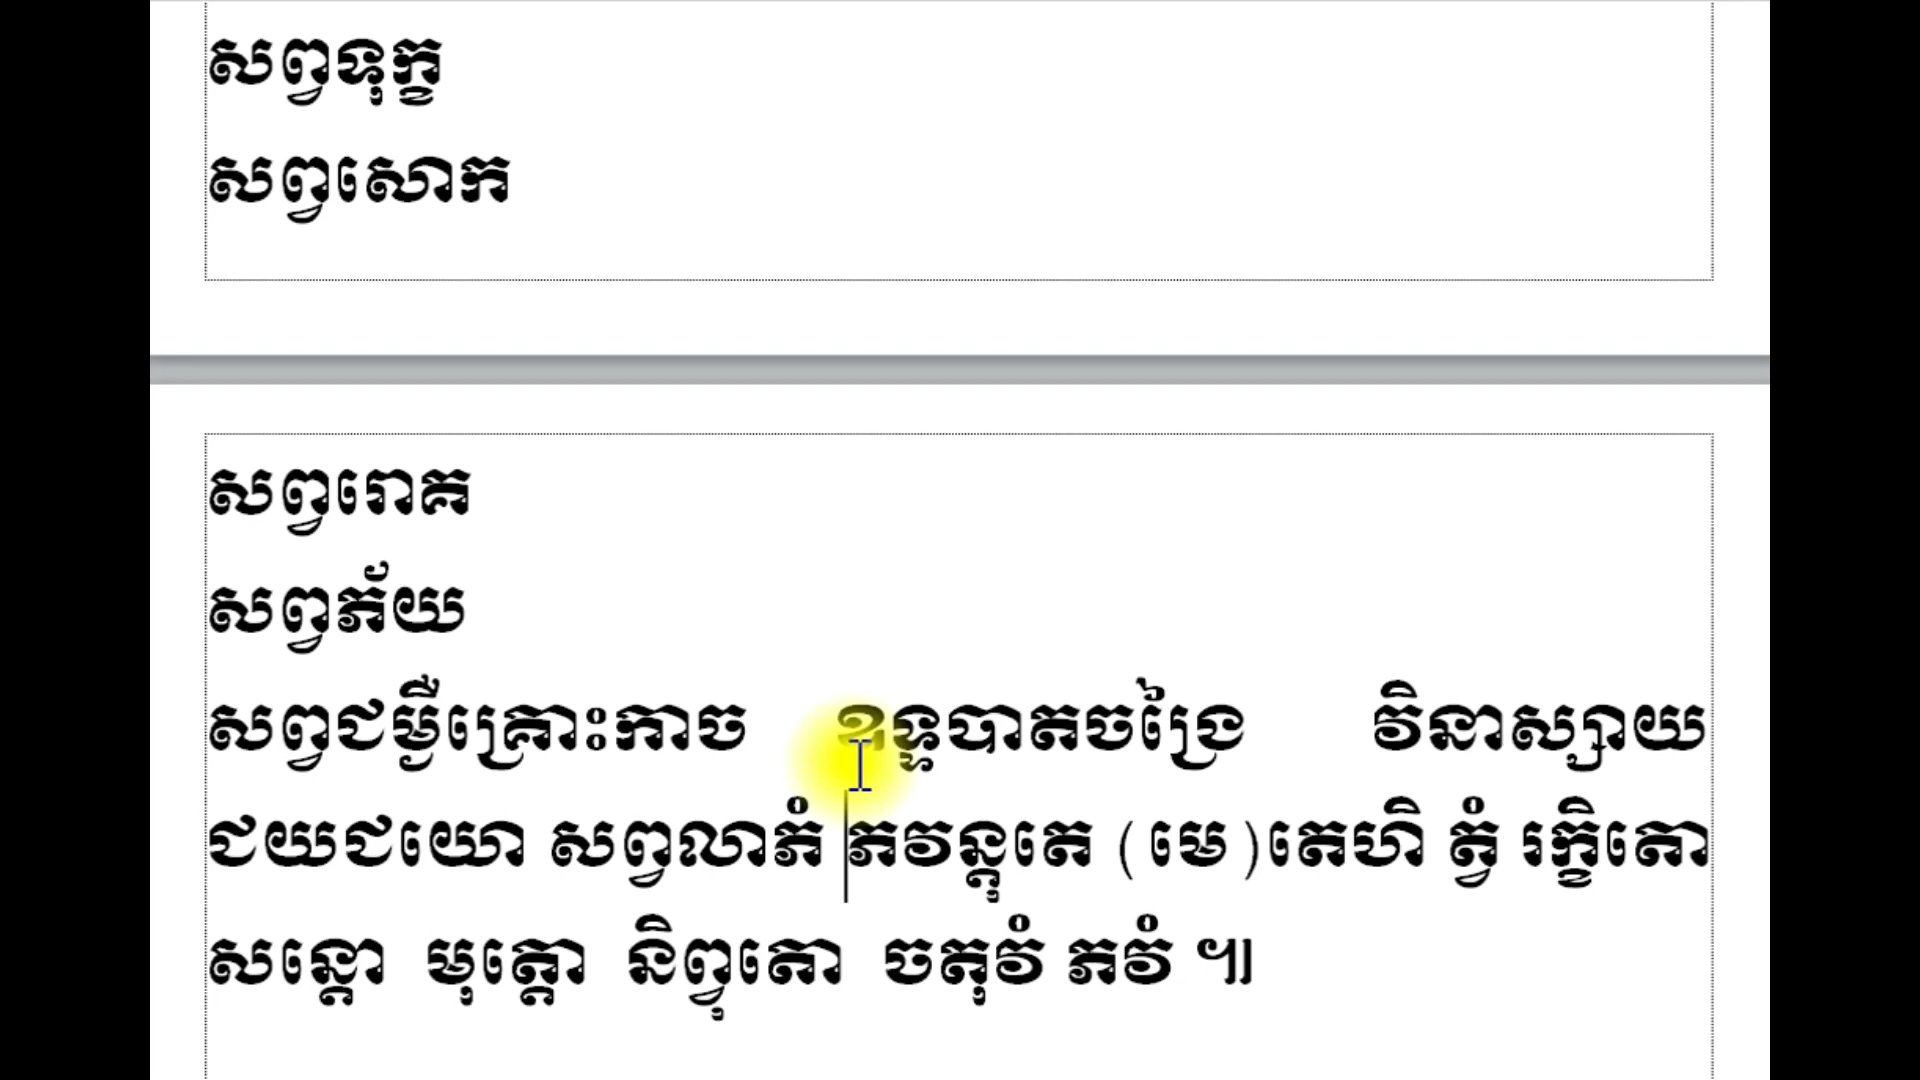 សព្វទុក្ខ
សព្វសោក
សព្វរោគ
សព្វភ័យ
សព្វជម្ងឺគ្រោះកាច ឧទ្ទបាតចង្រៃ វិនាស្សាយ
ជយជយោ សព្វលាភំ ភវន្តុតេ (មេ)តេហិ ត្វំ រក្ខិតោ
សន្តោ មុត្តោ និព្វុតោ ចតុវំ ភវំ ៕